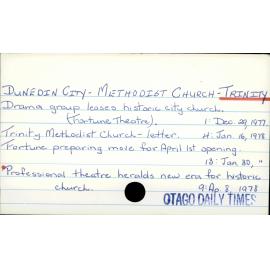 DUNEDIN CITY - METHODIST CHURCH - TRINITY
Drama group leases historic city church.
(Fortune Theatre). 1: Dec. 29, 1977.
Trinity Methodist Church - letter. 4: Jan. 16, 1978.
Fortune preparing mole for April 1st opening.
13: Jan 30, "
*Professional theatre heralds new era for historic
church. 9: Ap. 8, 1978
OTAGO DAILY TIMES